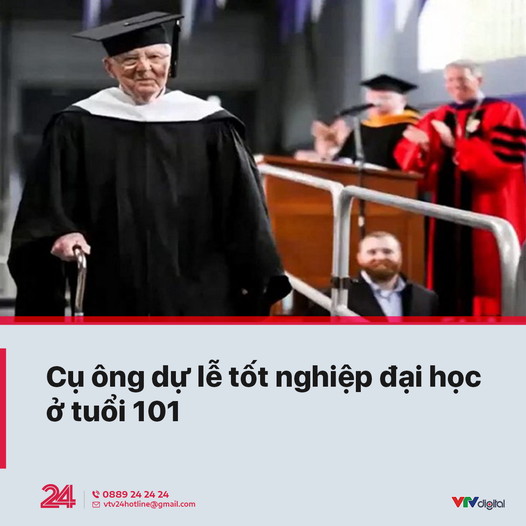 Cụ ông dự lễ tốt nghiệp đại học
ở tuổi 101
24
0889 24 24 24
vtv24hotline@gmail.com
VTVdigital